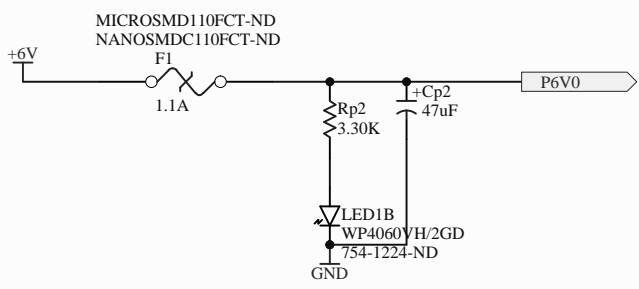 MICROSMD110FCT-ND
NANOSMDC110FCT-ND
+6V
F1
1.1A
P6V0
+Cp2
47uF
Rp2
3.30K
LED1B
WP4060VH/2GD
754-1224-ND
GND